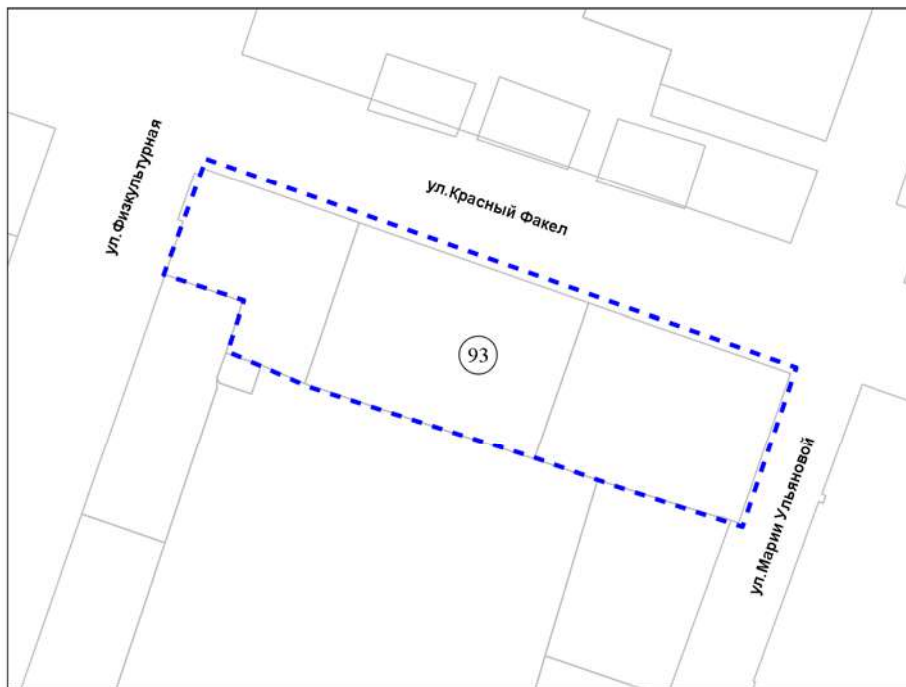 ул.Физкультурная
ул.Красный Факел
93
ул.Марии Ульяновой